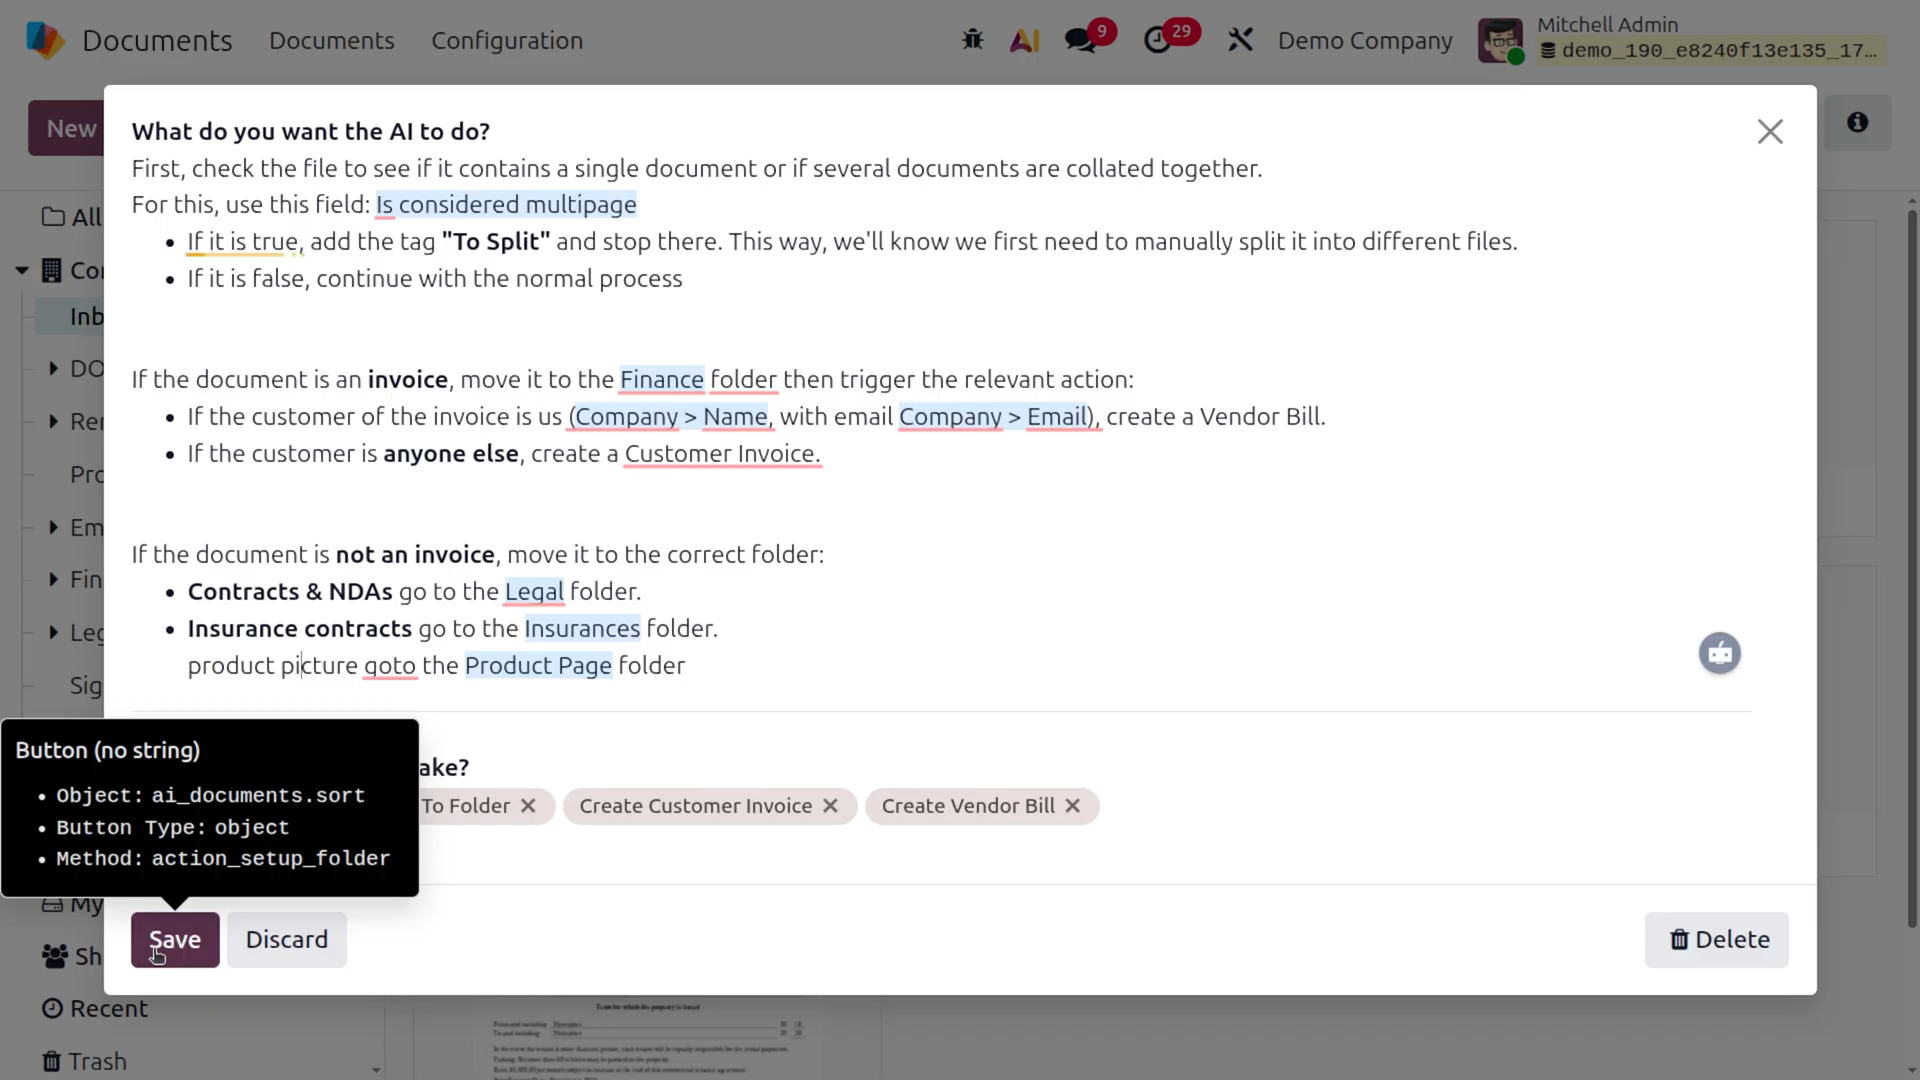 Documents Documents Configuration 9 29 Demo Company Mitchell Admin
demo_190_e8240f13e135_17...
New
What do you want the AI to do?
First, check the file to see if it contains a single document or if several documents are collated together.
For this, use this field: Is considered multipage
If it is true, add the tag "To Split" and stop there. This way, we'll know we first need to manually split it into different files.
If it is false, continue with the normal process
If the document is an invoice, move it to the Finance folder then trigger the relevant action:
If the customer of the invoice is us (Company > Name, with email Company > Email), create a Vendor Bill.
If the customer is anyone else, create a Customer Invoice.
If the document is not an invoice, move it to the correct folder:
Contracts & NDAs go to the Legal folder.
Insurance contracts go to the Insurances folder.
product picture goto the Product Page folder
ake?
To Folder Create Customer Invoice Create Vendor Bill
Button (no string)
Object: ai_documents.sort
Button Type: object
Method: action_setup_folder
Save Discard Delete
All
Co
Inb
DO
Re
Pro
Em
Fin
Leg
Sig
My
Sh
Recent
Trash